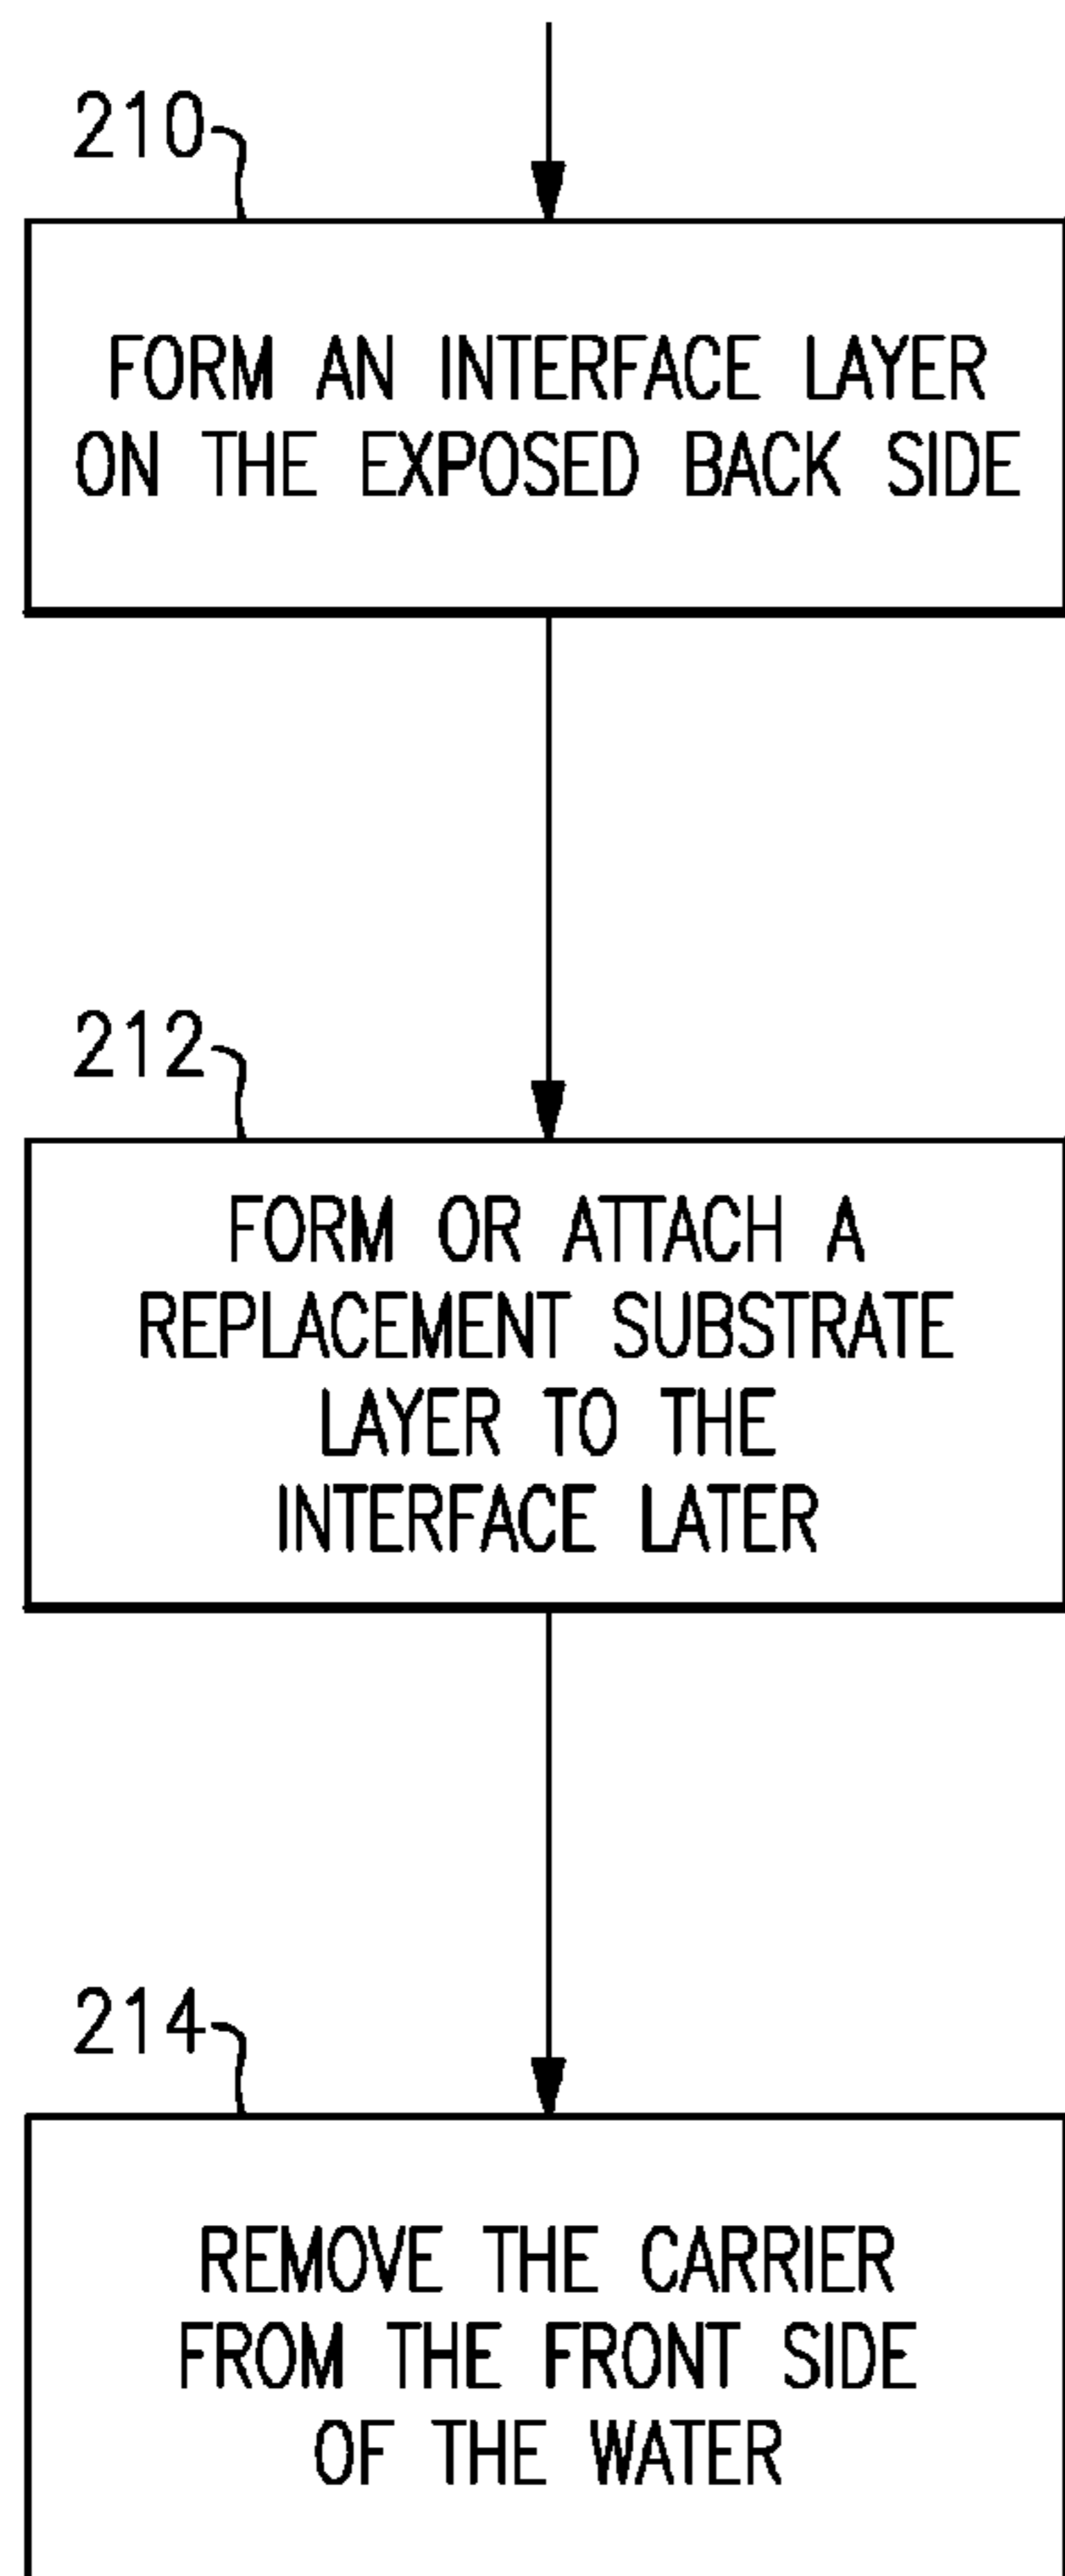 210
FORM AN INTERFACE LAYER
ON THE EXPOSED BACK SIDE
212
FORM OR ATTACH A
REPLACEMENT SUBSTRATE
LAYER TO THE
INTERFACE LATER
214
REMOVE THE CARRIER
FROM THE FRONT SIDE
OF THE WATER